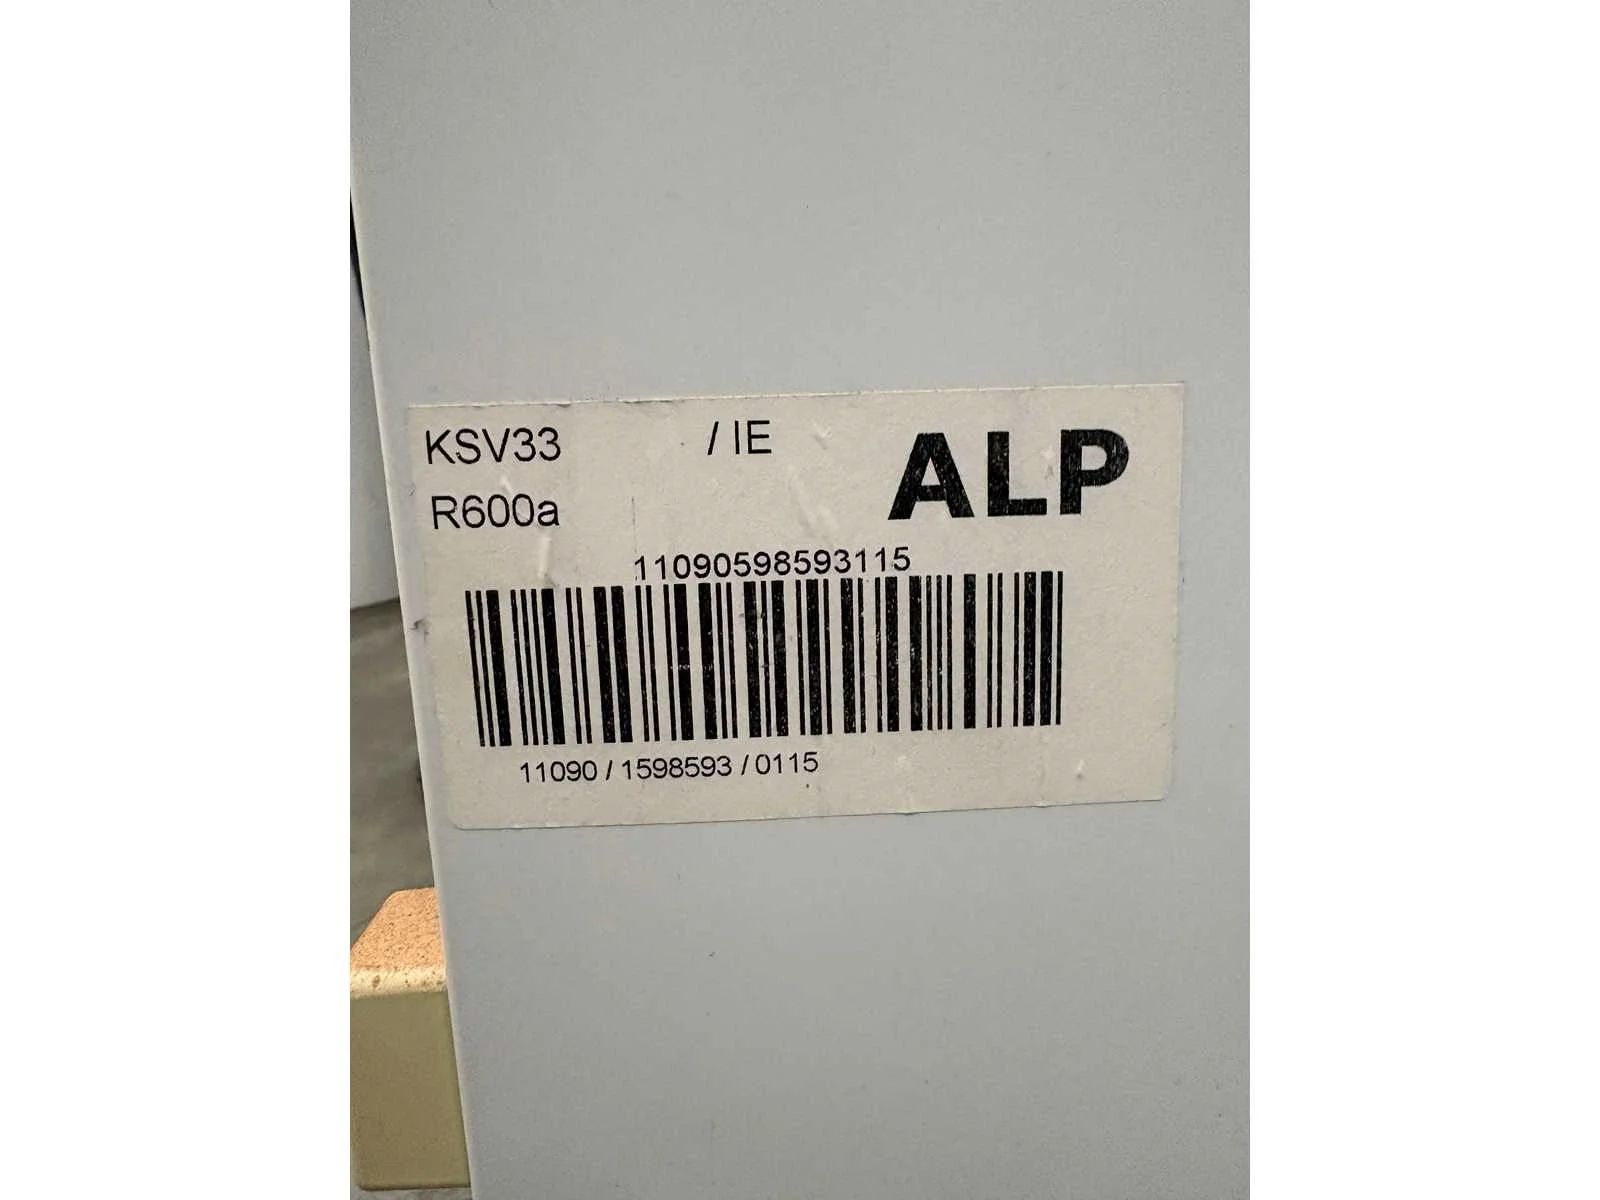 KSV33 / IE ALP
R600a
11090598593115
11090 / 1598593 / 0115